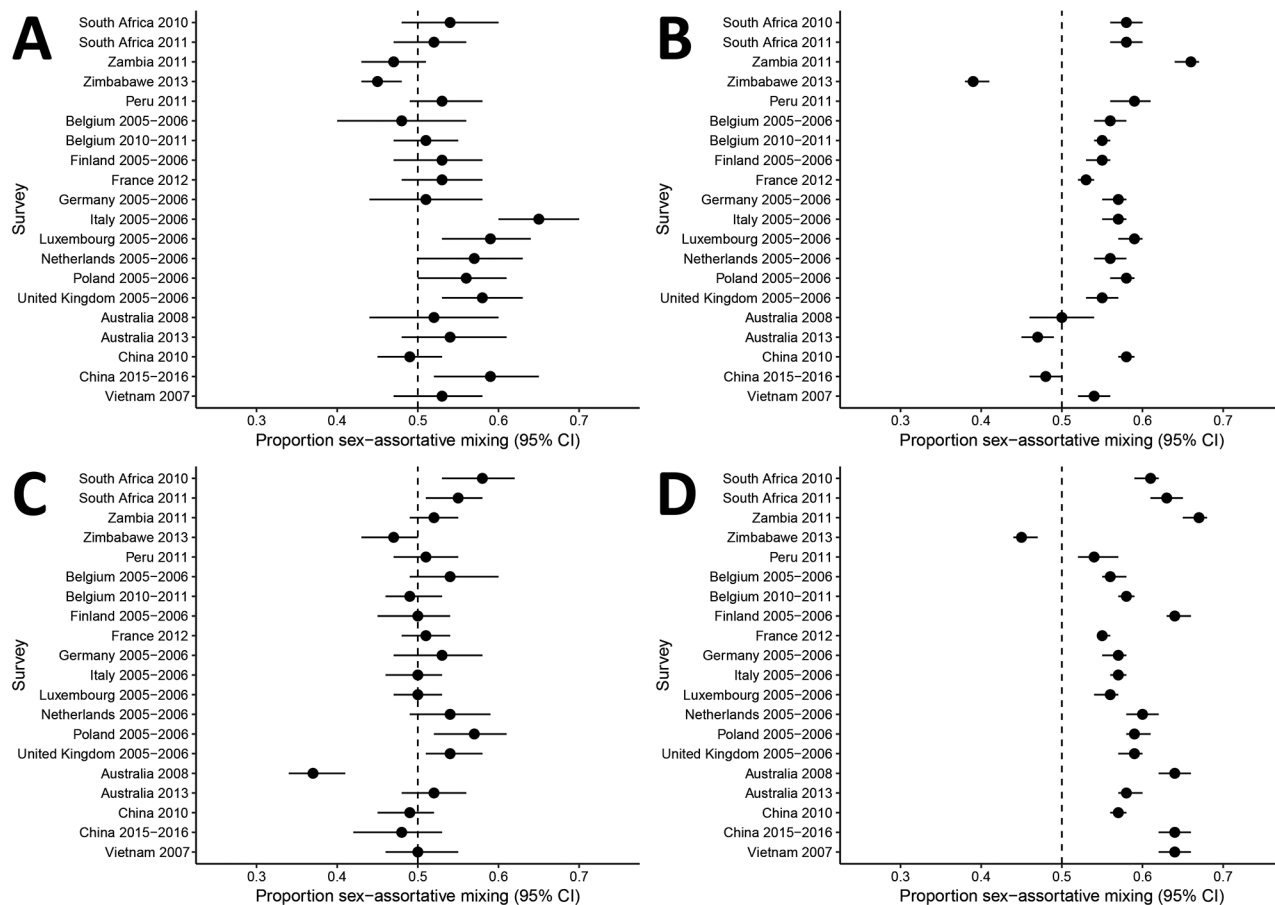 A
South Africa 2010
South Africa 2011
Zambia 2011
Zimbabwe 2013
Peru 2011
Belgium 2005−2006
Belgium 2010−2011
Finland 2005−2006
France 2012
Germany 2005−2006
Italy 2005−2006
Luxembourg 2005−2006
Netherlands 2005−2006
Poland 2005−2006
United Kingdom 2005−2006
Australia 2008
Australia 2013
China 2010
China 2015−2016
Vietnam 2007
Survey
0.3 0.4 0.5 0.6 0.7
Proportion sex−assortative mixing (95% CI)
B
South Africa 2010
South Africa 2011
Zambia 2011
Zimbabwe 2013
Peru 2011
Belgium 2005−2006
Belgium 2010−2011
Finland 2005−2006
France 2012
Germany 2005−2006
Italy 2005−2006
Luxembourg 2005−2006
Netherlands 2005−2006
Poland 2005−2006
United Kingdom 2005−2006
Australia 2008
Australia 2013
China 2010
China 2015−2016
Vietnam 2007
Survey
0.3 0.4 0.5 0.6 0.7
Proportion sex−assortative mixing (95% CI)
C
South Africa 2010
South Africa 2011
Zambia 2011
Zimbabwe 2013
Peru 2011
Belgium 2005−2006
Belgium 2010−2011
Finland 2005−2006
France 2012
Germany 2005−2006
Italy 2005−2006
Luxembourg 2005−2006
Netherlands 2005−2006
Poland 2005−2006
United Kingdom 2005−2006
Australia 2008
Australia 2013
China 2010
China 2015−2016
Vietnam 2007
Survey
0.3 0.4 0.5 0.6 0.7
Proportion sex−assortative mixing (95% CI)
D
South Africa 2010
South Africa 2011
Zambia 2011
Zimbabwe 2013
Peru 2011
Belgium 2005−2006
Belgium 2010−2011
Finland 2005−2006
France 2012
Germany 2005−2006
Italy 2005−2006
Luxembourg 2005−2006
Netherlands 2005−2006
Poland 2005−2006
United Kingdom 2005−2006
Australia 2008
Australia 2013
China 2010
China 2015−2016
Vietnam 2007
Survey
0.3 0.4 0.5 0.6 0.7
Proportion sex−assortative mixing (95% CI)